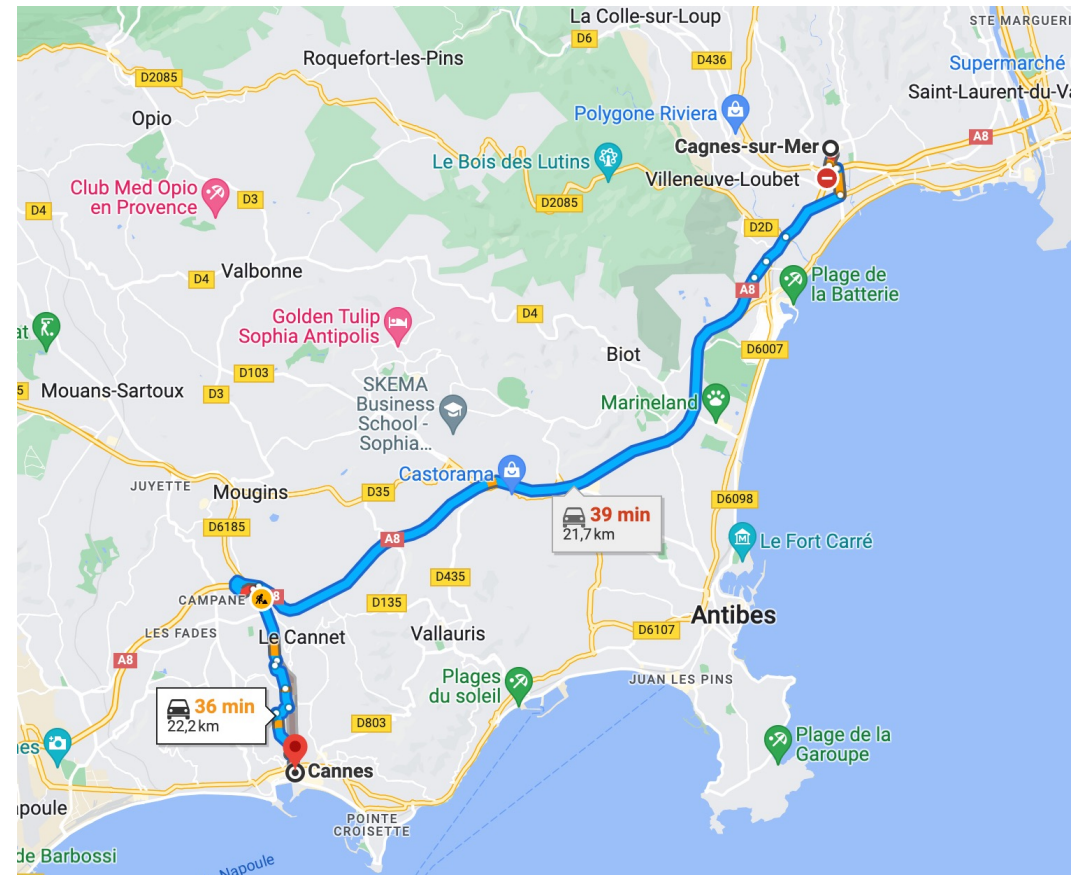 La Colle-sur-Loup
D6
STE MARGUERI
Roquefort-les-Pins
D436
Supermarché
D2085
Saint-Laurent-du-Va
Opio
Polygone Riviera
A8
Cagnes-sur-Mer
Le Bois des Lutins
Villeneuve-Loubet
Club Med Opio
en Provence
D3
D4
D2085
D2D
Valbonne
D4
Plage de
la Batterie
A8
Golden Tulip
Sophia Antipolis
D4
at
Biot
D6007
D103
SKEMA
Business
School -
Sophia...
5
Mouans-Sartoux
D3
Marineland
Castorama
JUYETTE
Mougins
D35
D6098
39 min
21,7 km
D6185
A8
Le Fort Carré
D435
CAMPANE
8
D135
Antibes
LES FADES
Le Cannet
Vallauris
D6107
A8
Plages
du soleil
JUAN LES PINS
36 min
22,2 km
D803
Plage de la
Garoupe
nes
Cannes
apoule
POINTE
CROISETTE
de Barbossi
Napoule